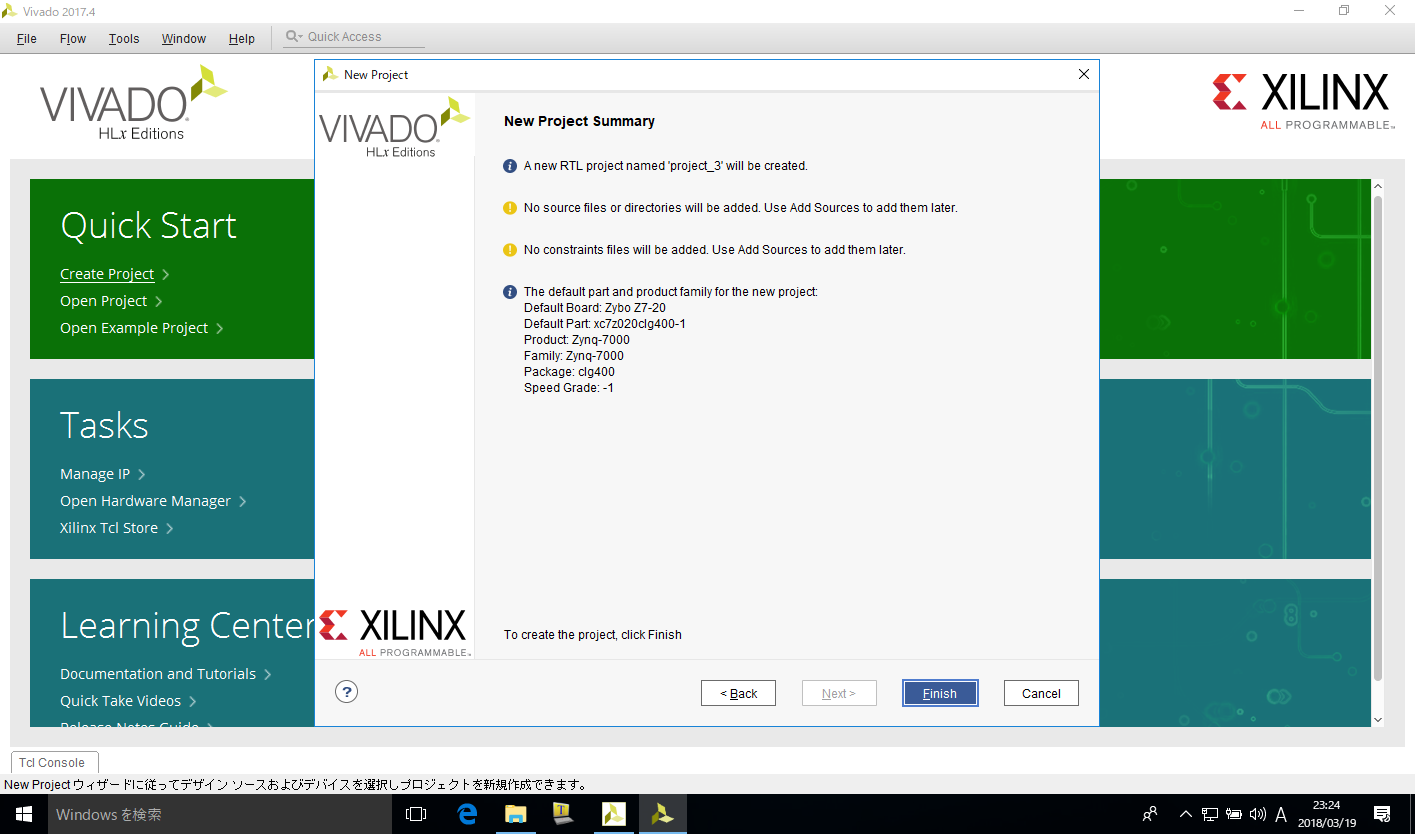 Vivado 2017.4
File Flow Tools Window Help Quick Access
VIVADO
HLx Editions
XILINX
ALL PROGRAMMABLE™
Quick Start
Create Project
Open Project
Open Example Project
Tasks
Manage IP
Open Hardware Manager
Xilinx Tcl Store
Learning Center
Documentation and Tutorials
Quick Take Videos
Release Notes Guide
New Project
VIVADO
HLx Editions
New Project Summary
A new RTL project named 'project_3' will be created.
No source files or directories will be added. Use Add Sources to add them later.
No constraints files will be added. Use Add Sources to add them later.
The default part and product family for the new project:
Default Board: Zybo Z7-20
Default Part: xc7z020clg400-1
Product: Zynq-7000
Family: Zynq-7000
Package: clg400
Speed Grade: -1
XILINX
ALL PROGRAMMABLE™
To create the project, click Finish
?
< Back Next > Finish Cancel
Tcl Console
New Project ウィザードに従ってデザイン ソースおよびデバイスを選択しプロジェクトを新規作成できます。
Windows を検索
A
23:24
2018/03/19